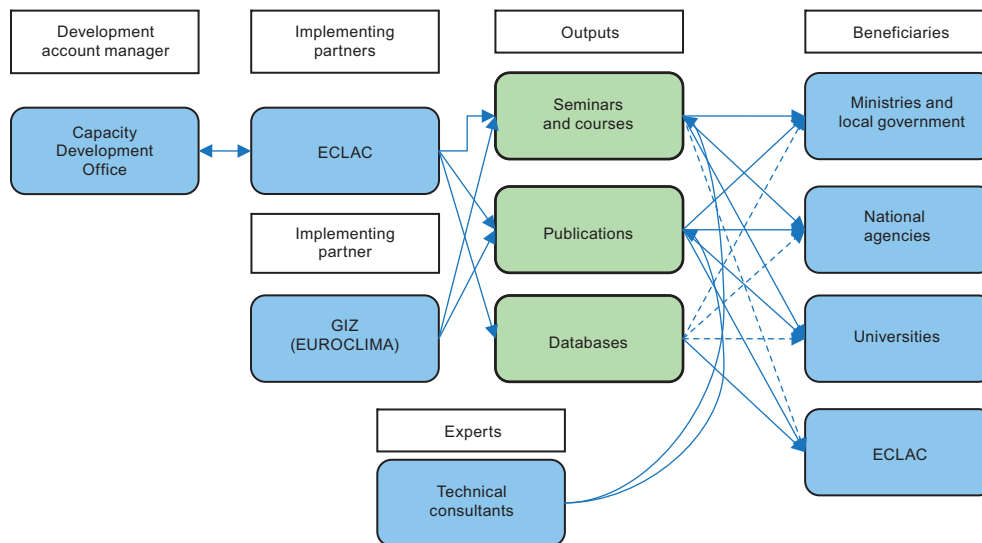 Development
account manager
Implementing
partners
Outputs
Beneficiaries
Capacity
Development
Office
ECLAC
Seminars
and courses
Ministries and
local government
Implementing
partner
Publications
National
agencies
GIZ
(EUROCLIMA)
Databases
Universities
Experts
Technical
consultants
ECLAC